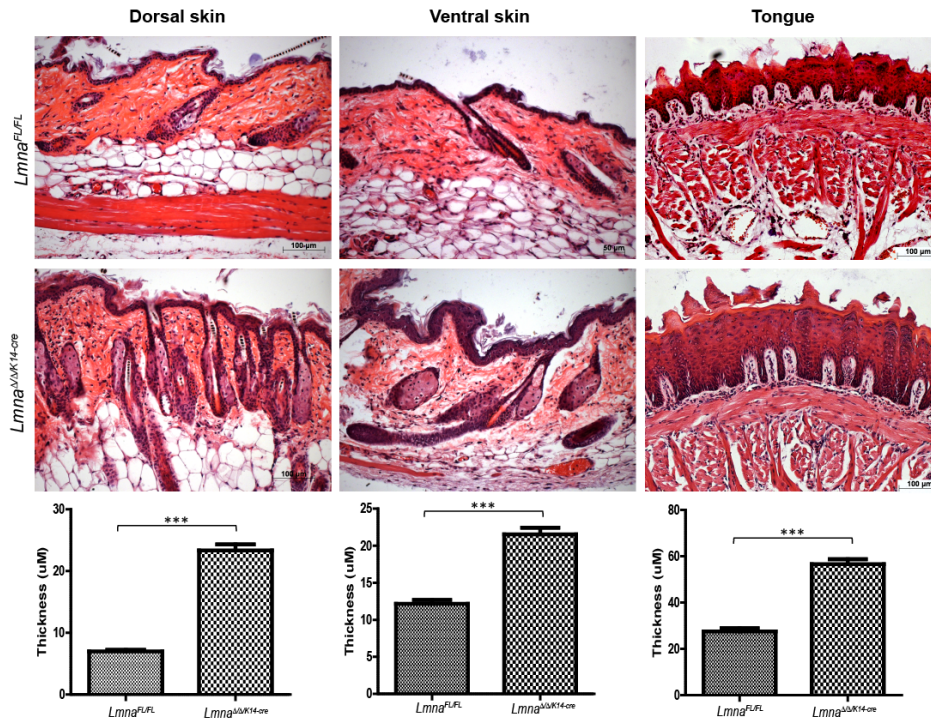 Dorsal skin
Ventral skin
Tongue
Lmna^FL/FL
100 µm
50 µm
100 µm
Lmna^Δ/Δ/K14-cre
100 µm
100 µm
30
20
10
0
Thickness (uM)
***
Lmna^FL/FL
Lmna^Δ/Δ/K14-cre
25
20
15
10
5
0
Thickness (uM)
***
Lmna^FL/FL
Lmna^Δ/Δ/K14-cre
80
60
40
20
0
Thickness (uM)
***
Lmna^FL/FL
Lmna^Δ/Δ/K14-cre